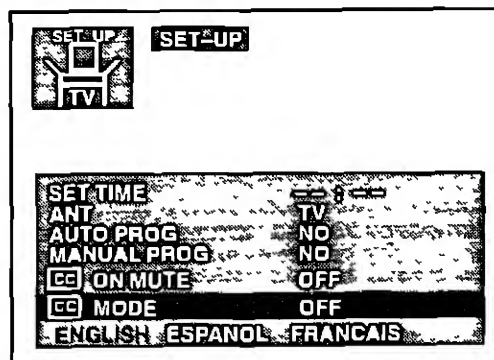 SET UP SET-UP
TV
SET TIME -- : --
ANT TV
AUTO PROG NO
MANUAL PROG NO
CC ON MUTE OFF
CC MODE OFF
ENGLISH ESPANOL FRANCAIS